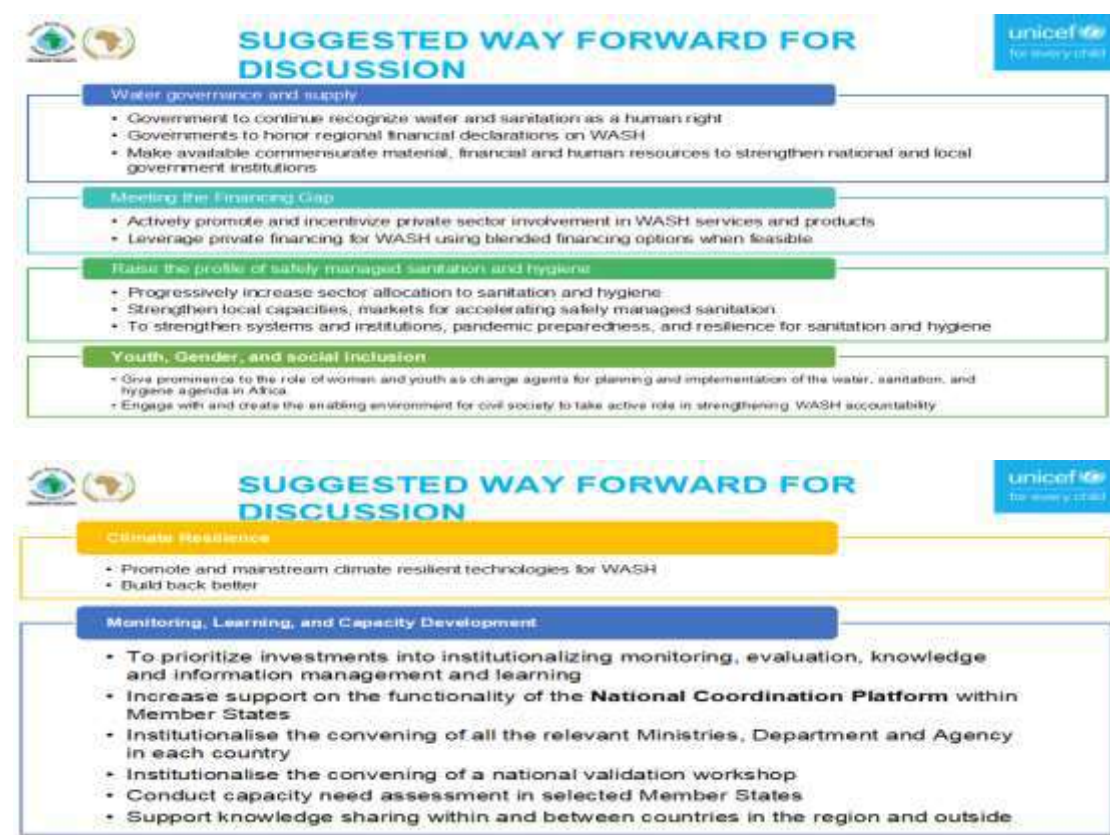 SUGGESTED WAY FORWARD FOR
DISCUSSION
unicef
for every child
Water governance and supply
• Government to continue recognize water and sanitation as a human right
• Governments to honor regional financial declarations on WASH
• Make available commensurate material, financial and human resources to strengthen national and local
government institutions
Meeting the Financing Gap
• Actively promote and incentivize private sector involvement in WASH services and products
• Leverage private financing for WASH using blended financing options when feasible
Raise the profile of safely managed sanitation and hygiene
• Progressively increase sector allocation to sanitation and hygiene
• Strengthen local capacities, markets for accelerating safely managed sanitation
• To strengthen systems and institutions, pandemic preparedness, and resilience for sanitation and hygiene
Youth, Gender, and social inclusion
• Give prominence to the role of women and youth as change agents for planning and implementation of the water, sanitation, and
hygiene agenda in Africa
• Engage with and create the enabling environment for civil society to take active role in strengthening WASH accountability
SUGGESTED WAY FORWARD FOR
DISCUSSION
unicef
for every child
Climate Resilience
• Promote and mainstream climate resilient technologies for WASH
• Build back better
Monitoring, Learning, and Capacity Development
• To prioritize investments into institutionalizing monitoring, evaluation, knowledge
and information management and learning
• Increase support on the functionality of the National Coordination Platform within
Member States
• Institutionalise the convening of all the relevant Ministries, Department and Agency
in each country
• Institutionalise the convening of a national validation workshop
• Conduct capacity need assessment in selected Member States
• Support knowledge sharing within and between countries in the region and outside